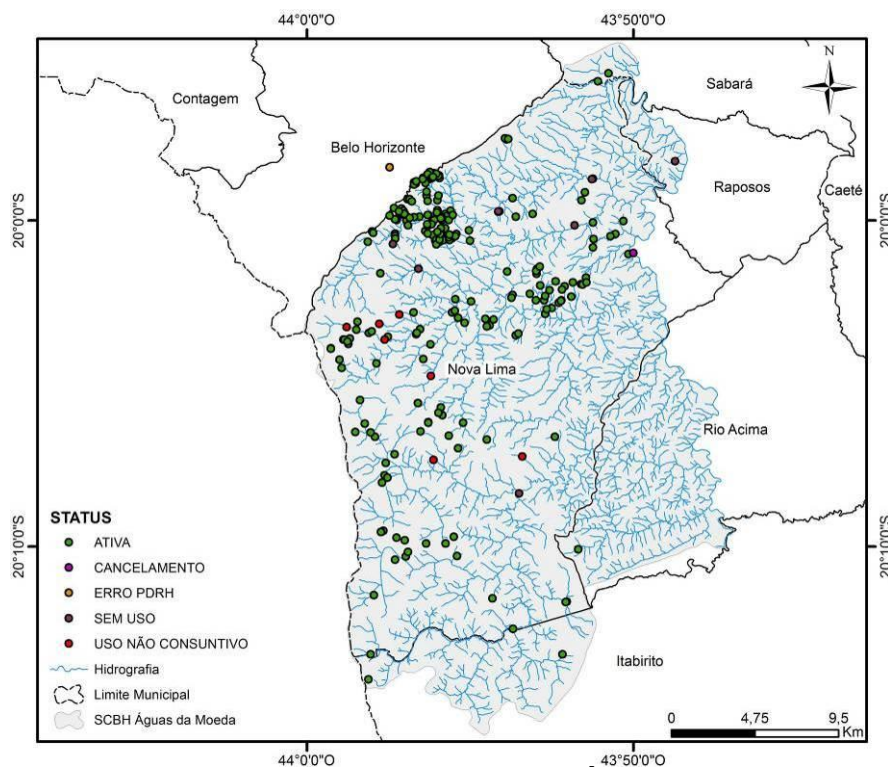 44°0'0"O
43°50'0"O
N
Sabará
Contagem
Belo Horizonte
Raposos
Caeté
20°0'0"S
20°0'0"S
Nova Lima
Rio Acima
STATUS
ATIVA
CANCELAMENTO
ERRO PDRH
SEM USO
USO NÃO CONSUNTIVO
Hidrografia
Limite Municipal
SCBH Águas da Moeda
20°10'0"S
20°10'0"S
Itabirito
0 4,75 9,5
Km
44°0'0"O
43°50'0"O